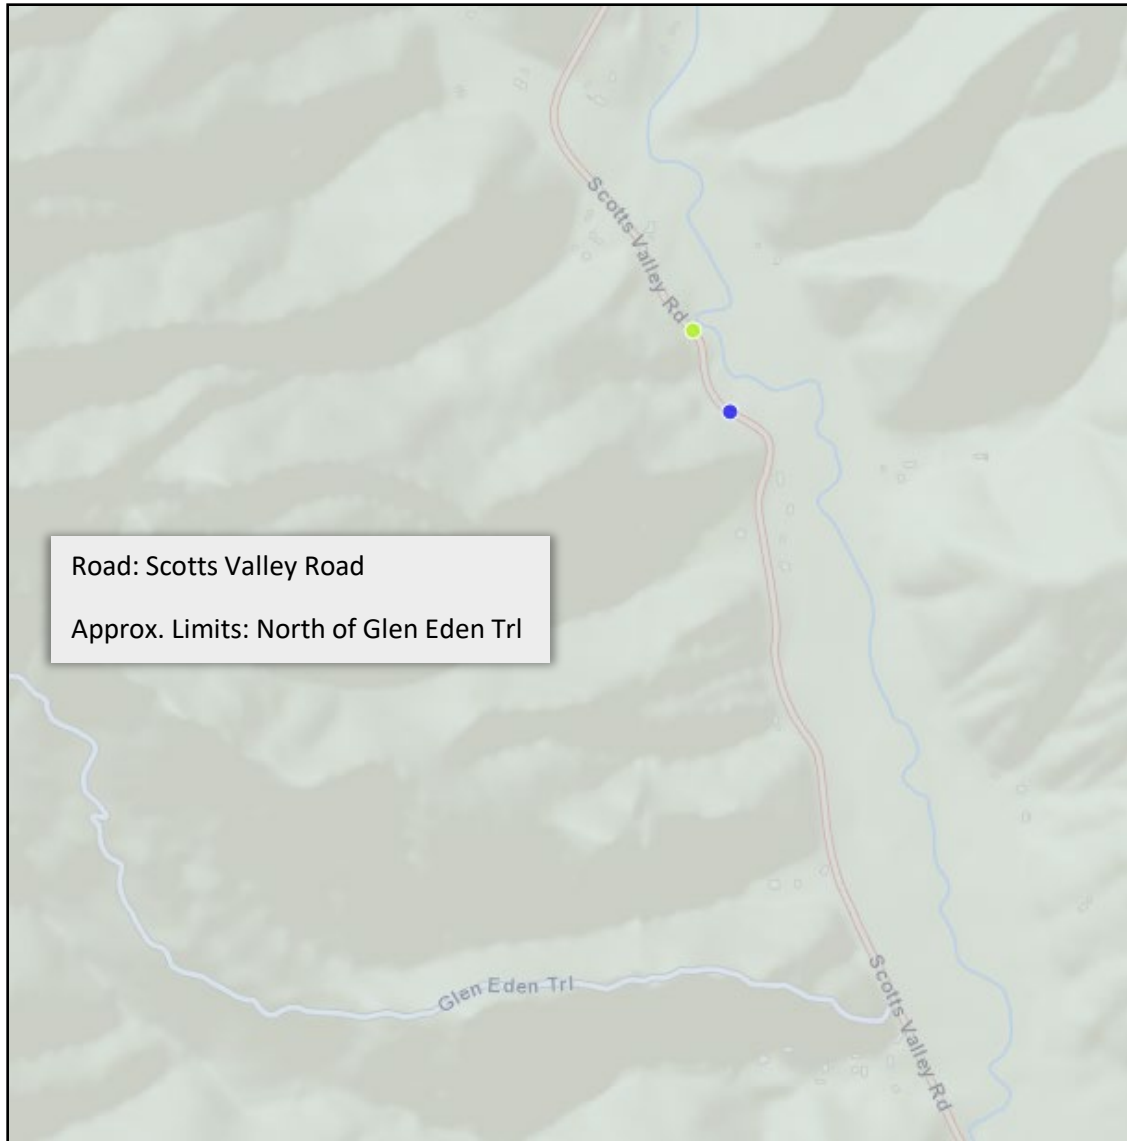 Scotts Valley Rd
Road: Scotts Valley Road
Approx. Limits: North of Glen Eden Trl
Glen Eden Trl
Scotts Valley Rd